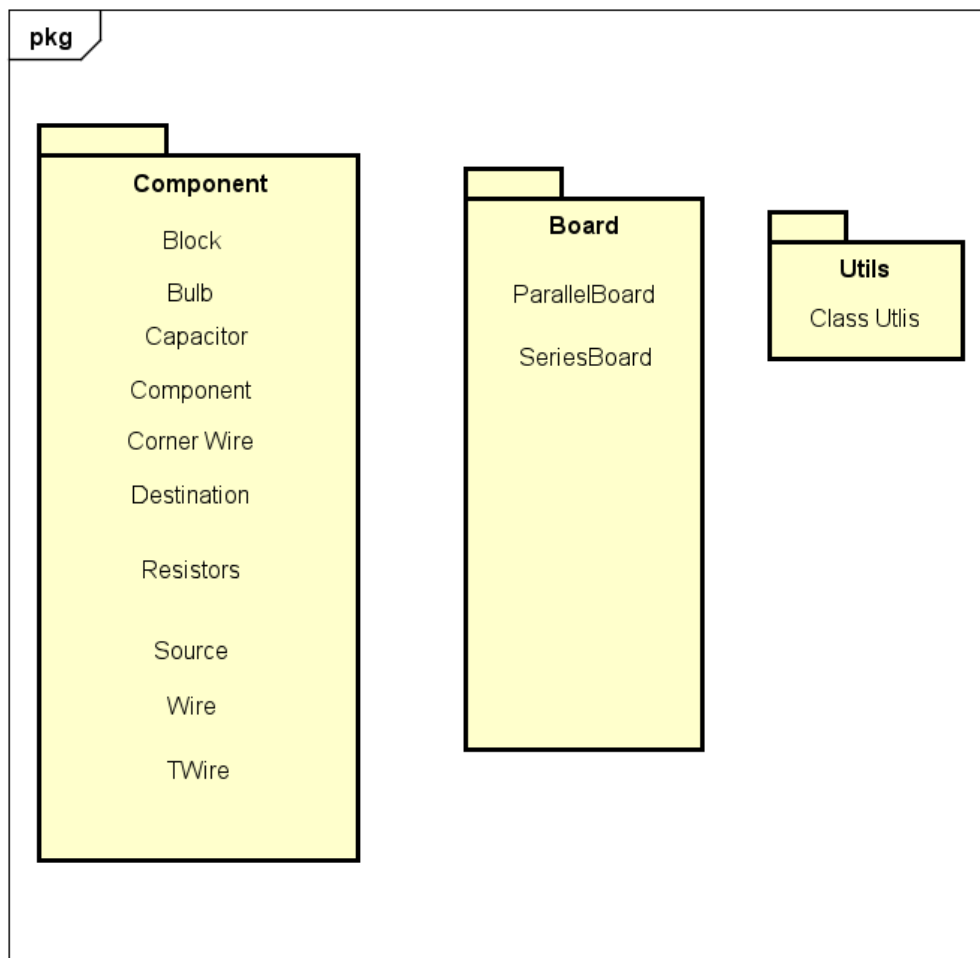 pkg
Component
Block
Bulb
Capacitor
Component
Corner Wire
Destination
Resistors
Source
Wire
TWire
Board
ParallelBoard
SeriesBoard
Utils
Class Utlis